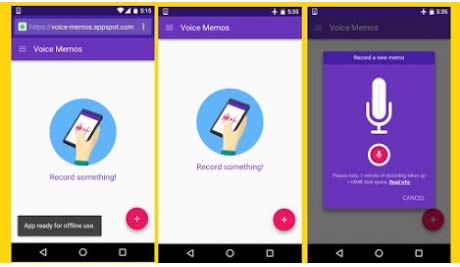 5:15
https://voice-memos.appspot.com
Voice Memos
Record something!
App ready for offline use.
5:35
Voice Memos
Record something!
5:35
Voice Memos
Record a new memo
Please note: 1 minute of recording takes up
~10MB disk space. Read info
CANCEL